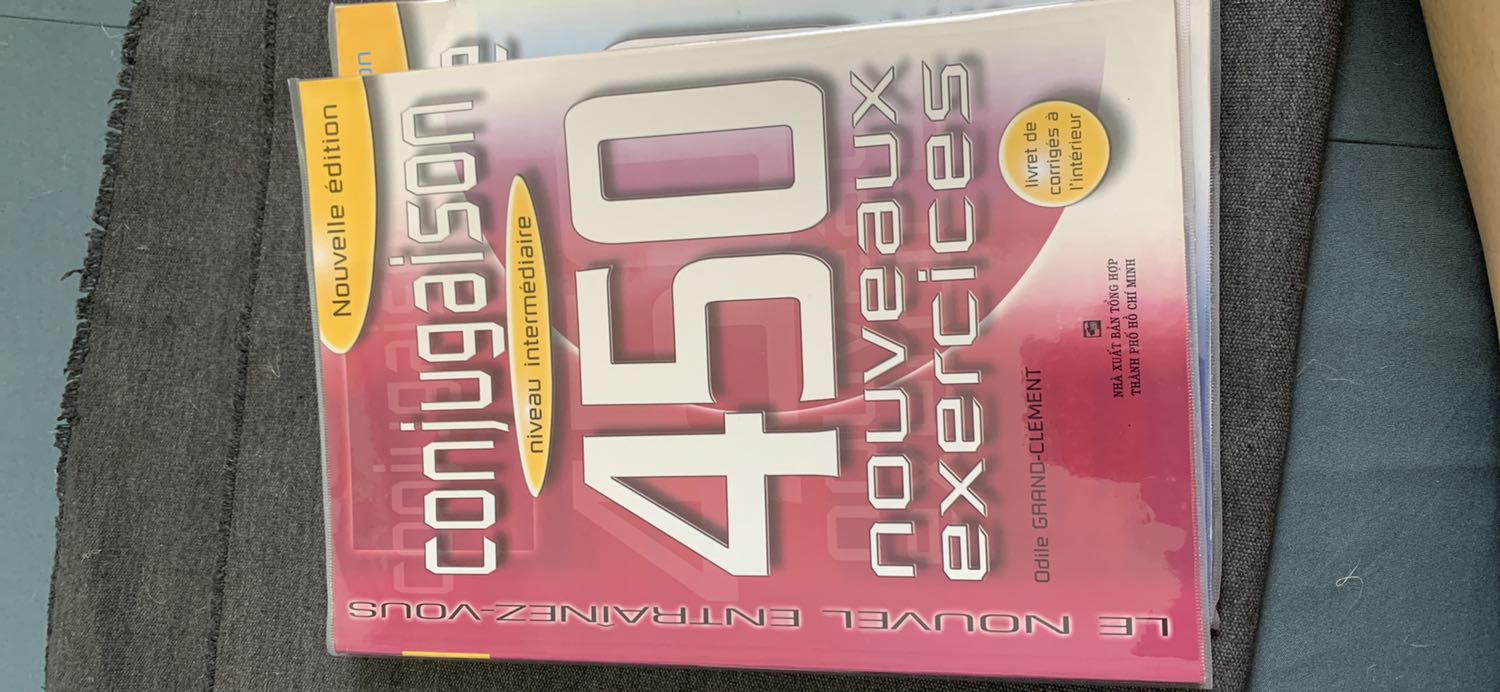 Nouvelle édition
conjugaison
niveau intermédiaire
450
nouveaux
exercices
livret de
corrigés à
l'intérieur
Odile GRAND-CLÉMENT
NHÀ XUẤT BẢN TỔNG HỢP
THÀNH PHỐ HỒ CHÍ MINH
LE NOUVEL ENTRAÎNEZ-VOUS